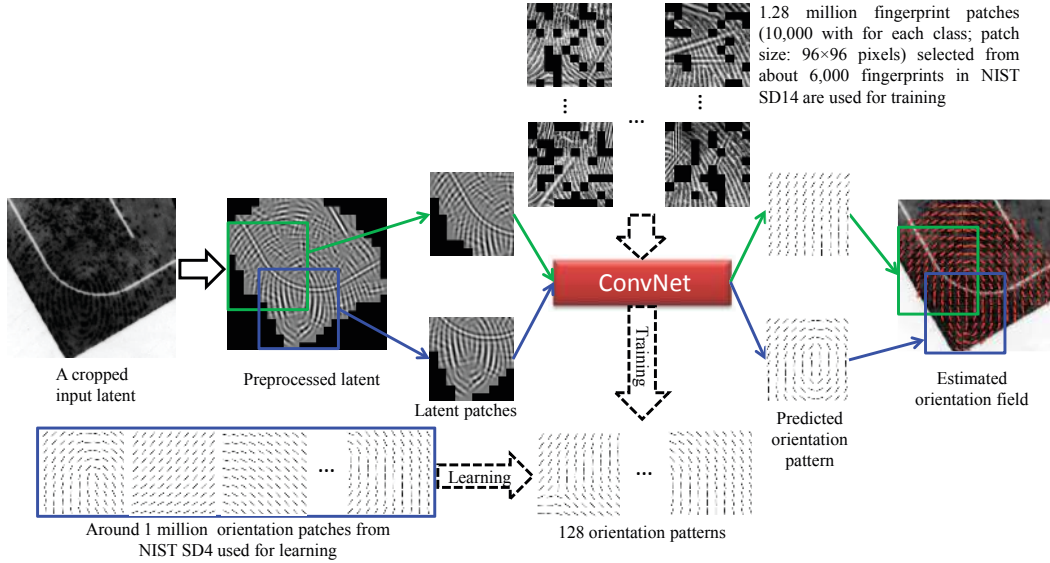 1.28 million fingerprint patches
(10,000 with for each class; patch
size: 96×96 pixels) selected from
about 6,000 fingerprints in NIST
SD14 are used for training
...
...
...
ConvNet
Training
A cropped
input latent
Preprocessed latent
Latent patches
Predicted
orientation
pattern
Estimated
orientation field
...
Learning
...
Around 1 million orientation patches from
NIST SD4 used for learning
128 orientation patterns